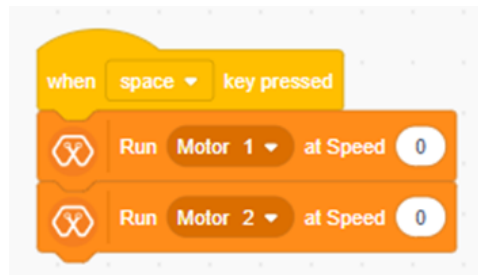 when space key pressed
Run Motor 1 at Speed 0
Run Motor 2 at Speed 0